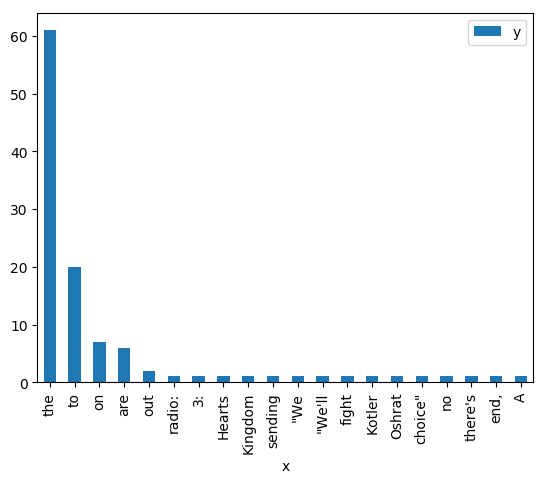 y
60
50
40
30
20
10
0
the
to
on
are
out
radio:
3:
Hearts
Kingdom
sending
"We
"We'll
fight
Kotler
Oshrat
choice"
no
there's
end,
A
x